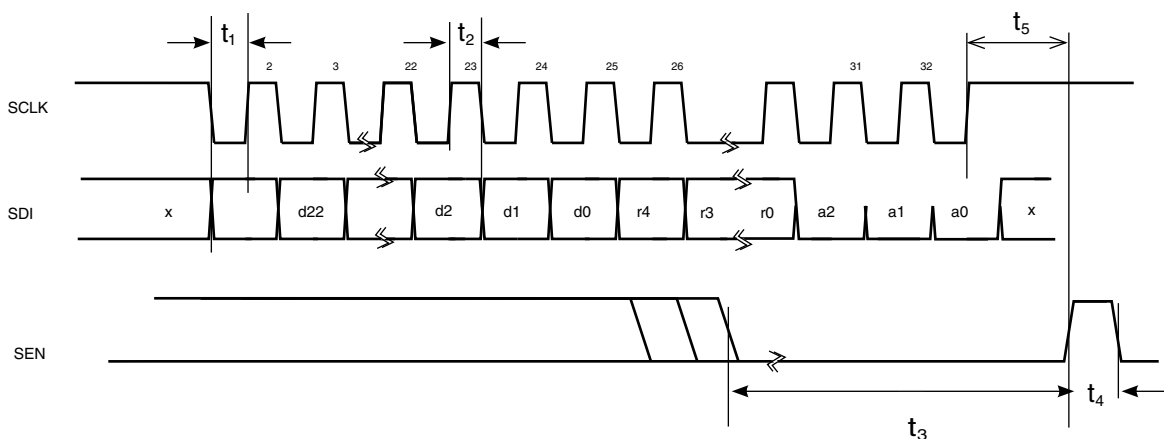 t1 t2 t5
2 3 22 23 24 25 26 31 32
SCLK
SDI x d22 d2 d1 d0 r4 r3 r0 a2 a1 a0 x
SEN
t4
t3